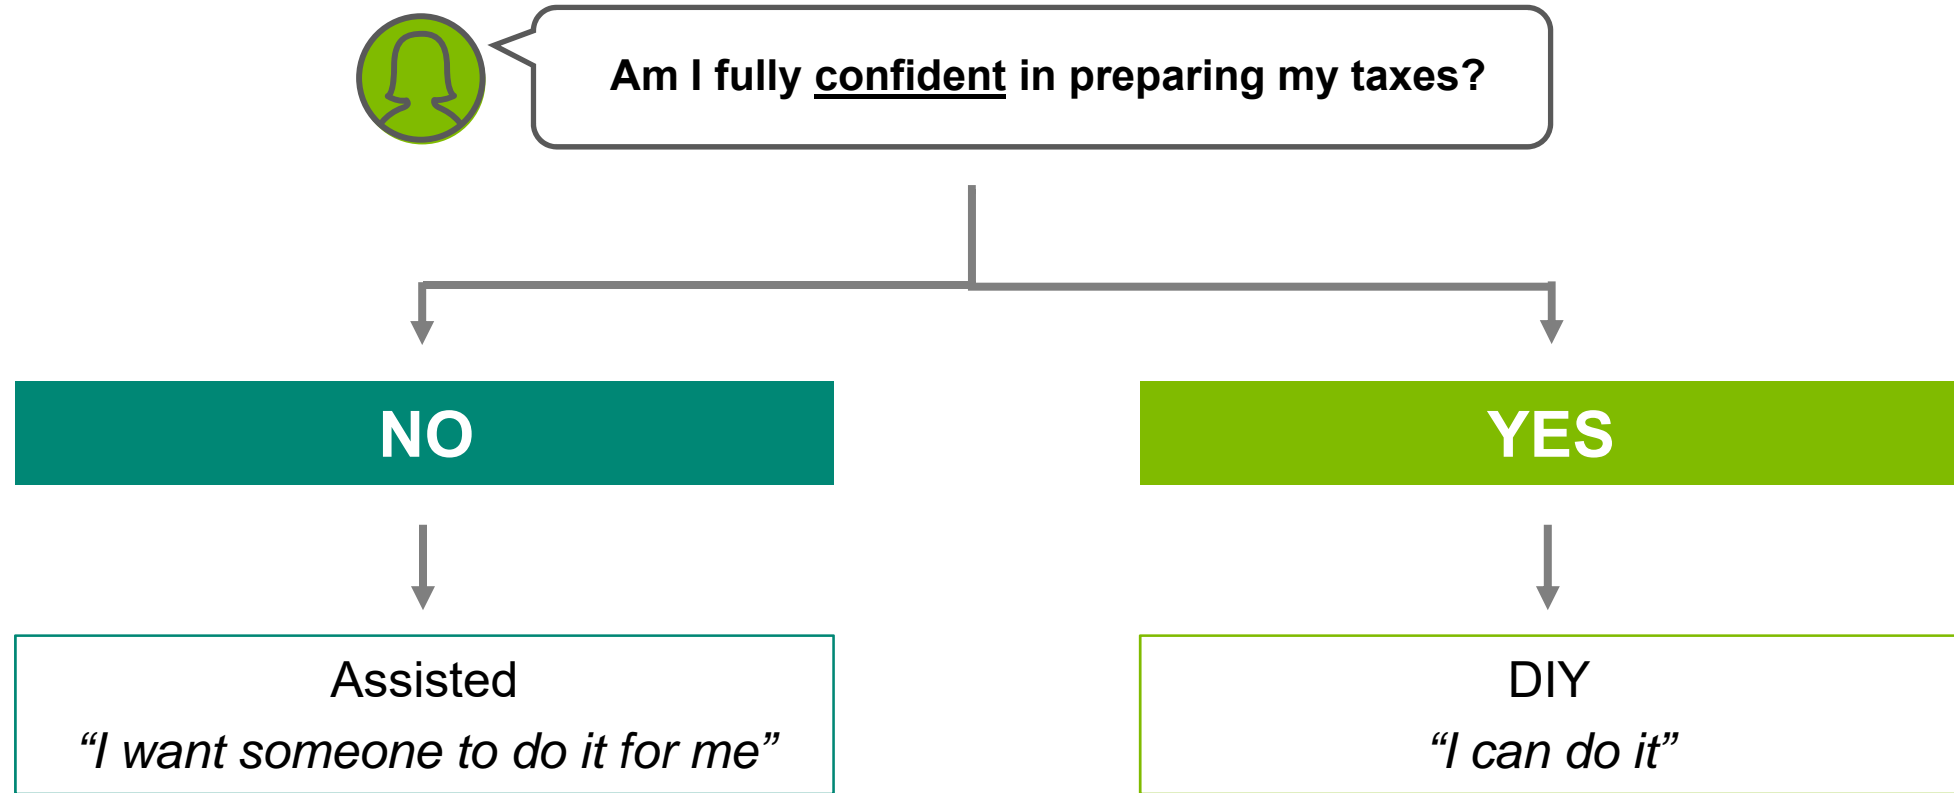 Am I fully confident in preparing my taxes?
NO
YES
Assisted
“I want someone to do it for me”
DIY
“I can do it”